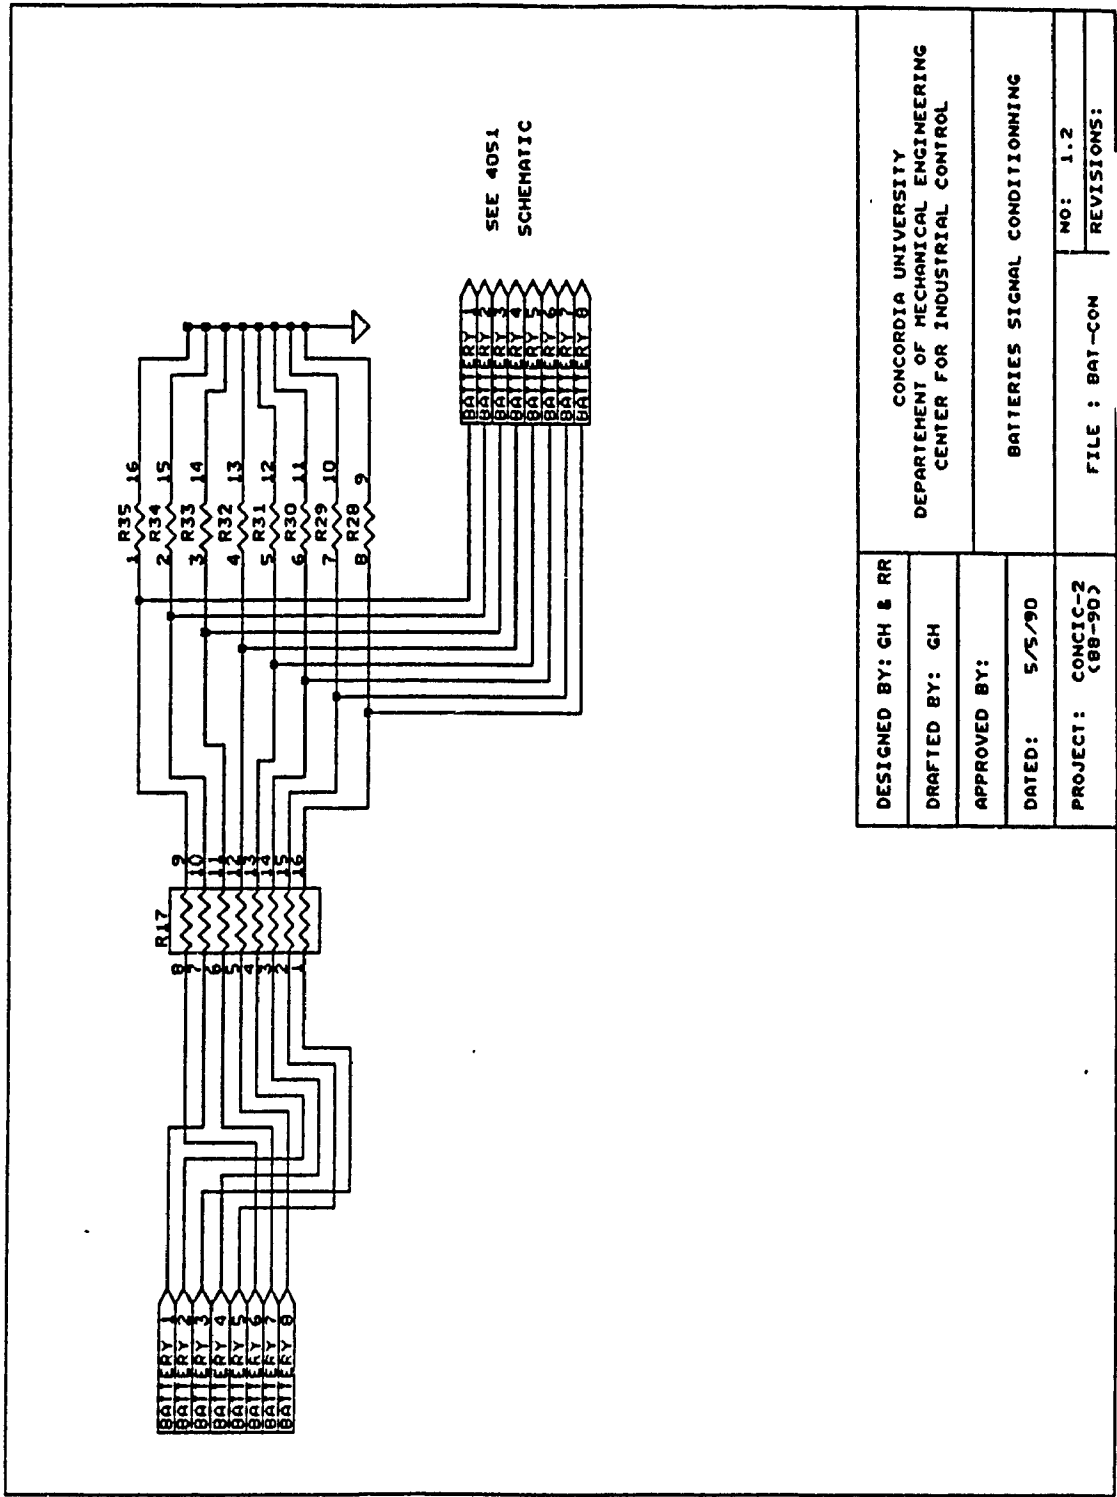 BATTERY 1
BATTERY 2
BATTERY 3
BATTERY 4
BATTERY 5
BATTERY 6
BATTERY 7
BATTERY 8
R17
8 9
7 10
6 11
5 12
4 13
3 14
2 15
1 16
R35
1 16
R34
2 15
R33
3 14
R32
4 13
R31
5 12
R30
6 11
R29
7 10
R28
8 9
BATTERY 1
BATTERY 2
BATTERY 3
BATTERY 4
BATTERY 5
BATTERY 6
BATTERY 7
BATTERY 8
SEE 4051
SCHEMATIC
DESIGNED BY: GH & RR
DRAFTED BY: GH
APPROVED BY:
DATED: 5/5/90
PROJECT: CONCIC-2
(88-90)
CONCORDIA UNIVERSITY
DEPARTEMENT OF MECHANICAL ENGINEERING
CENTER FOR INDUSTRIAL CONTROL
BATTERIES SIGNAL CONDITIONNING
FILE : BAT-CON
NO: 1.2
REVISIONS: